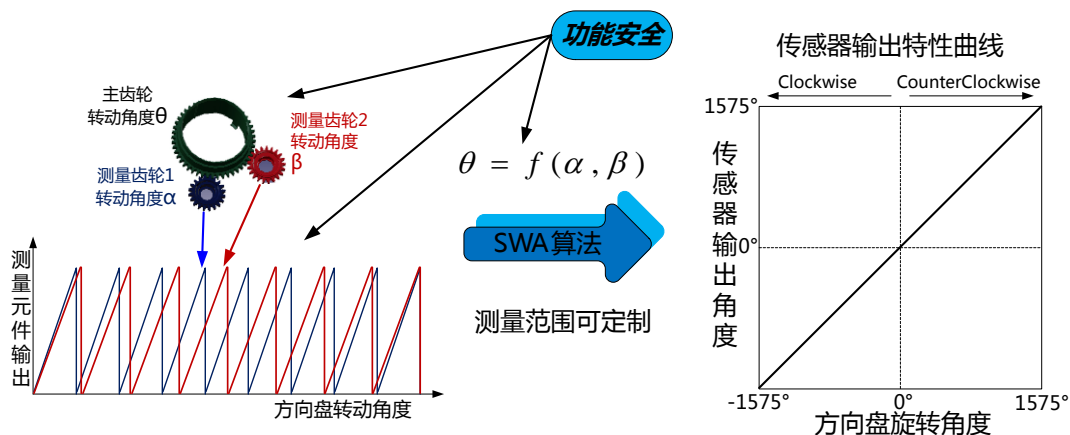 功能安全
主齿轮
转动角度θ
测量齿轮2
转动角度
β
测量齿轮1
转动角度α
θ = f ( α , β )
SWA 算法
测量范围可定制
测量元件输出
方向盘转动角度
传感器输出特性曲线
Clockwise
CounterClockwise
1575°
传感器输出角度
0°
-1575°
0°
1575°
方向盘旋转角度